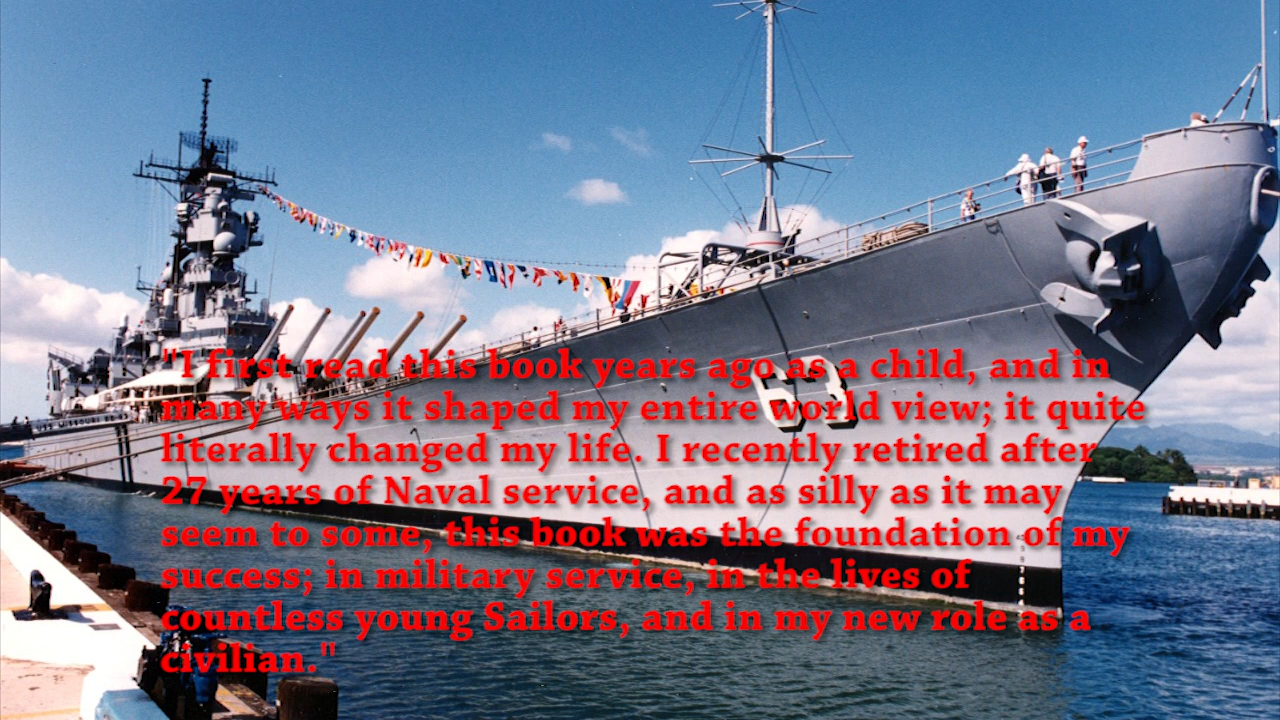 USS MISSOURI
63
"I first read this book years ago as a child, and in
many ways it shaped my entire world view; it quite
literally changed my life. I recently retired after
27 years of Naval service, and as silly as it may
seem to some, this book was the foundation of my
success; in military service, in the lives of
countless young Sailors, and in my new role as a
civilian."